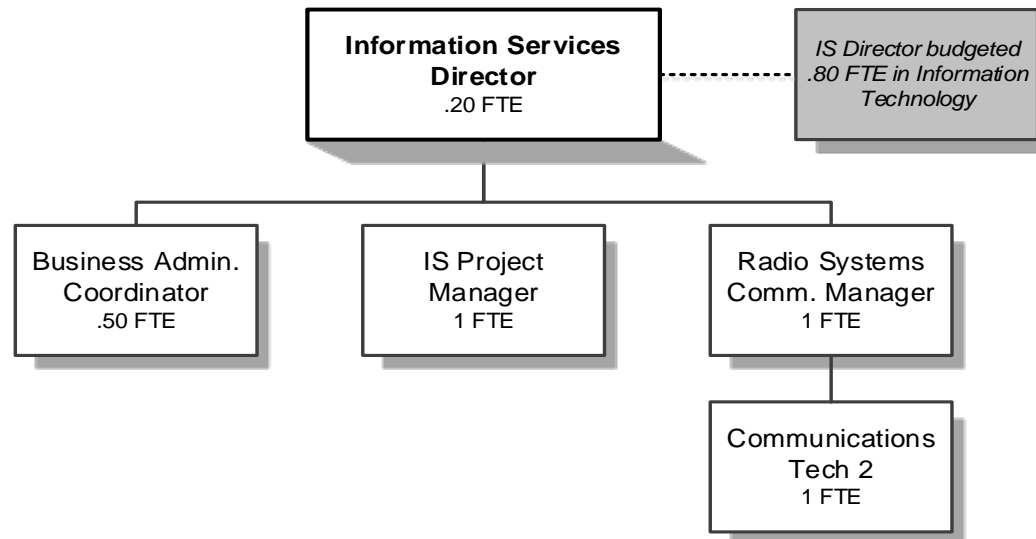 Information Services
Director
.20 FTE
IS Director budgeted
.80 FTE in Information
Technology
Business Admin.
Coordinator
.50 FTE
IS Project
Manager
1 FTE
Radio Systems
Comm. Manager
1 FTE
Communications
Tech 2
1 FTE